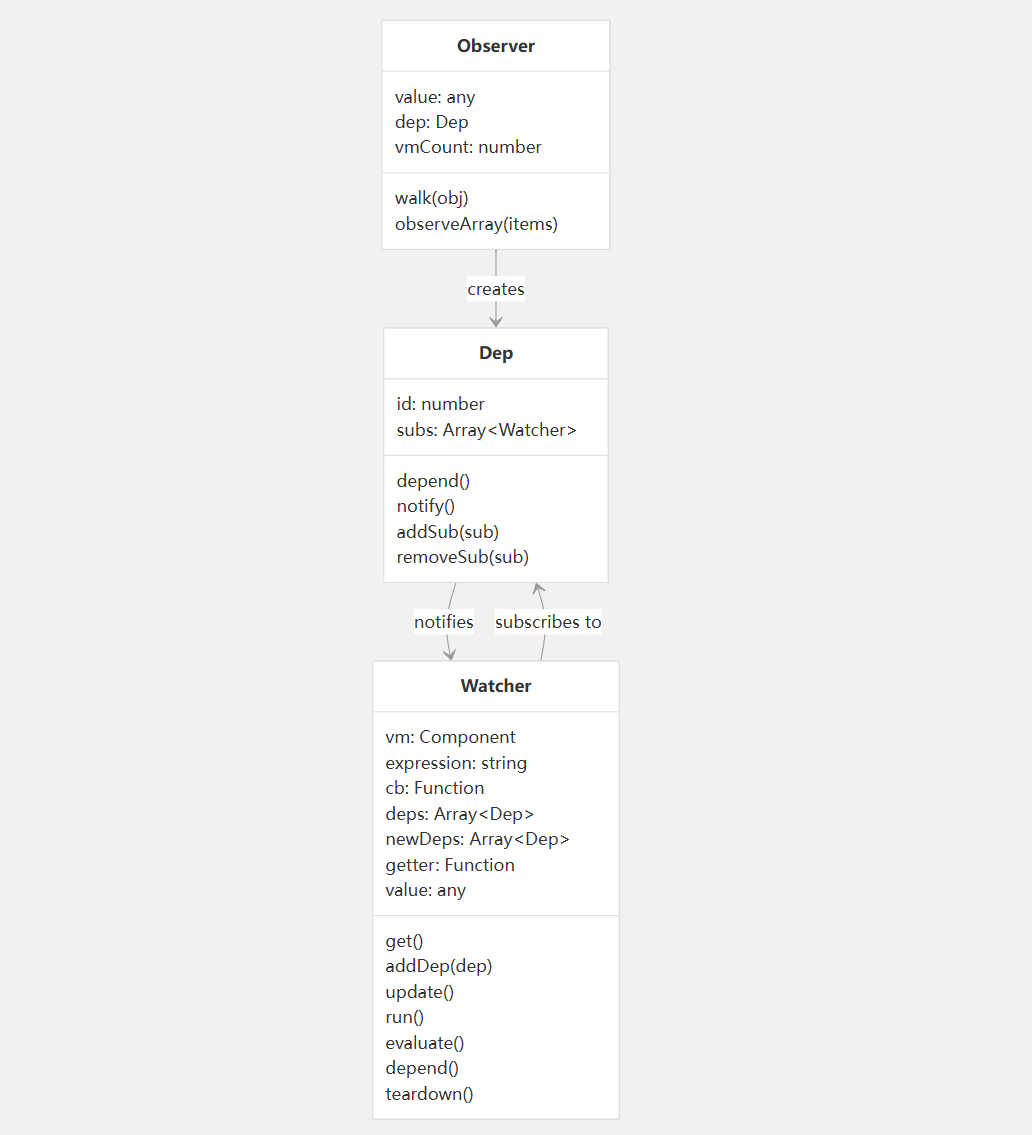 Observer
value: any
dep: Dep
vmCount: number
walk(obj)
observeArray(items)
creates
Dep
id: number
subs: Array<Watcher>
depend()
notify()
addSub(sub)
removeSub(sub)
notifies
subscribes to
Watcher
vm: Component
expression: string
cb: Function
deps: Array<Dep>
newDeps: Array<Dep>
getter: Function
value: any
get()
addDep(dep)
update()
run()
evaluate()
depend()
teardown()